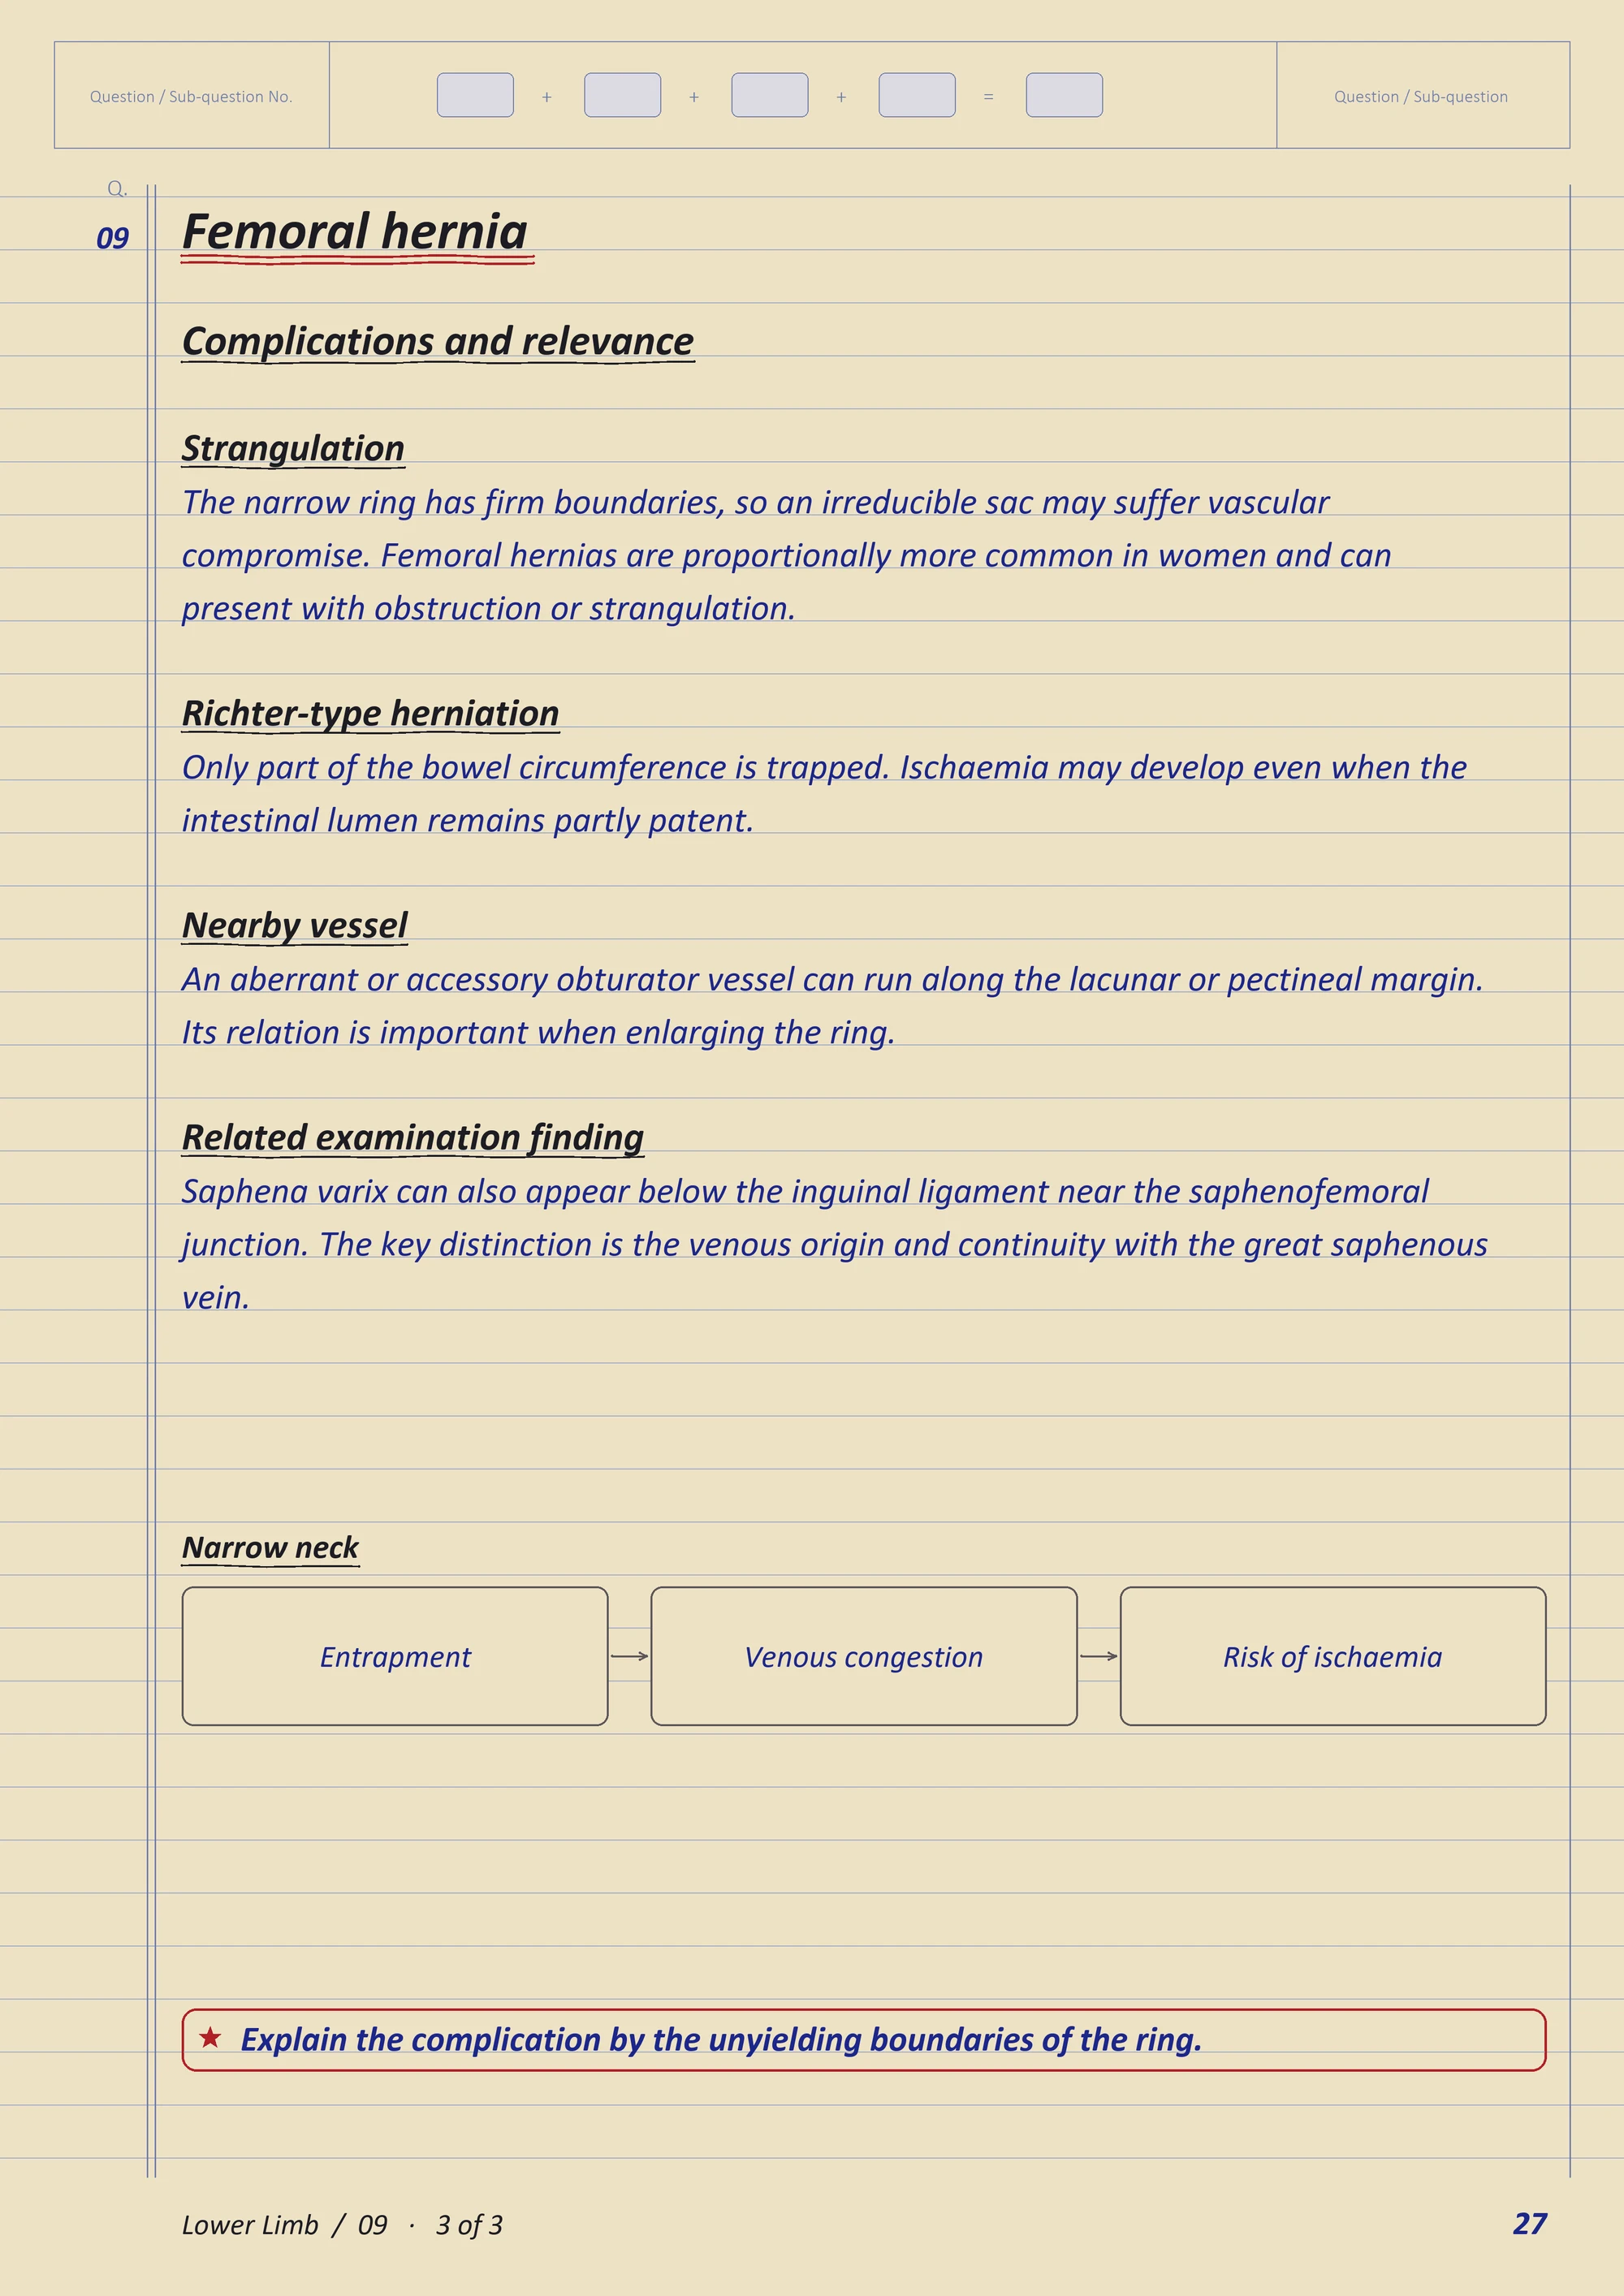 Question / Sub-question No.
+ + + =
Question / Sub-question
Q.
09
Femoral hernia
Complications and relevance
Strangulation
The narrow ring has firm boundaries, so an irreducible sac may suffer vascular
compromise. Femoral hernias are proportionally more common in women and can
present with obstruction or strangulation.
Richter-type herniation
Only part of the bowel circumference is trapped. Ischaemia may develop even when the
intestinal lumen remains partly patent.
Nearby vessel
An aberrant or accessory obturator vessel can run along the lacunar or pectineal margin.
Its relation is important when enlarging the ring.
Related examination finding
Saphena varix can also appear below the inguinal ligament near the saphenofemoral
junction. The key distinction is the venous origin and continuity with the great saphenous
vein.
Narrow neck
Entrapment
Venous congestion
Risk of ischaemia
★ Explain the complication by the unyielding boundaries of the ring.
Lower Limb / 09 · 3 of 3
27